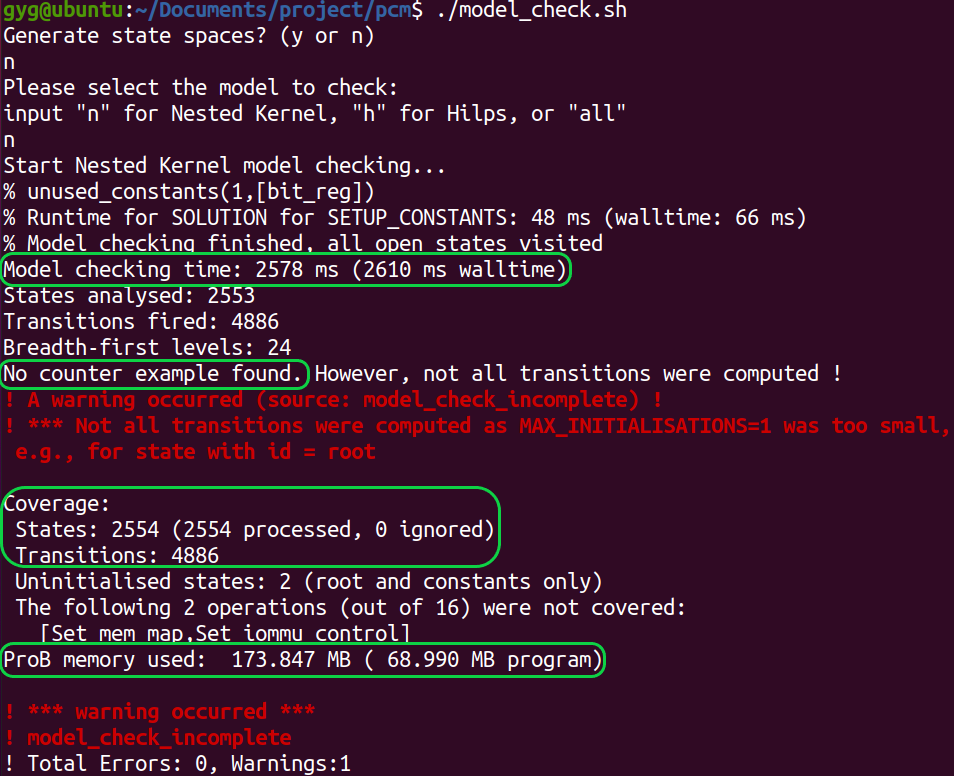 gyg@ubuntu:~/Documents/project/pcm$ ./model_check.sh
Generate state spaces? (y or n)
n
Please select the model to check:
input "n" for Nested Kernel, "h" for Hilps, or "all"
n
Start Nested Kernel model checking...
% unused_constants(1,[bit_reg])
% Runtime for SOLUTION for SETUP_CONSTANTS: 48 ms (walltime: 66 ms)
% Model checking finished, all open states visited
Model checking time: 2578 ms (2610 ms walltime)
States analysed: 2553
Transitions fired: 4886
Breadth-first levels: 24
No counter example found. However, not all transitions were computed !
! A warning occurred (source: model_check_incomplete) !
! *** Not all transitions were computed as MAX_INITIALISATIONS=1 was too small,
e.g., for state with id = root
Coverage:
States: 2554 (2554 processed, 0 ignored)
Transitions: 4886
Uninitialised states: 2 (root and constants only)
The following 2 operations (out of 16) were not covered:
[Set_mem_map,Set_iommu_control]
ProB memory used:  173.847 MB ( 68.990 MB program)
! *** warning occurred ***
! model_check_incomplete
! Total Errors: 0, Warnings:1